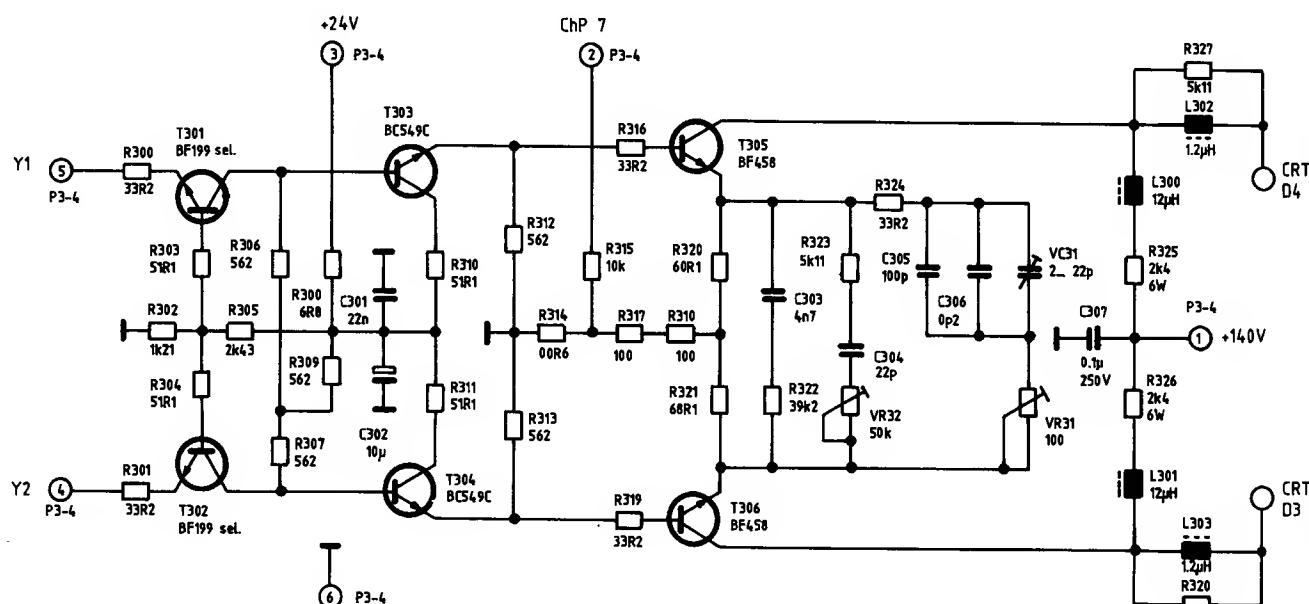 +24V
3 P3-4
ChP 7
2 P3-4
R327
5k11
L302
1.2µH
CRT
D4
T301
BF199 sel.
T303
BC549C
R316
33R2
T305
BF458
Y1
5
P3-4
R300
33R2
R303
51R1
R306
562
R300
6R8
C301
22n
R310
51R1
R312
562
R315
10k
R320
60R1
R324
33R2
R323
5k11
C305
100p
VC31
2_ 22p
L300
12µH
R325
2k4
6W
R302
1k21
R305
2k43
R314
00R6
R317
100
R310
100
C303
4n7
C306
0p2
C307
0.1µ
250V
P3-4
1 +140V
R304
51R1
R309
562
R307
562
C302
10µ
R311
51R1
R313
562
R321
68R1
R322
39k2
C304
22p
VR32
50k
VR31
100
R326
2k4
6W
L301
12µH
Y2
4
P3-4
R301
33R2
T302
BF199 sel.
T304
BC549C
R319
33R2
T306
BF458
CRT
D3
L303
1.2µH
R320
6 P3-4